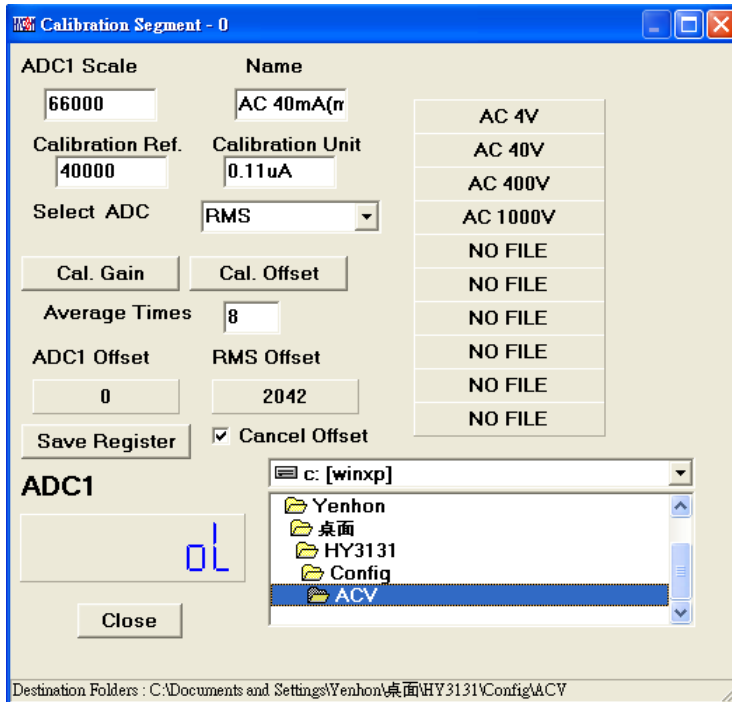 Calibration Segment - 0
ADC1 Scale
Name
66000
AC 40mA(m
Calibration Ref.
Calibration Unit
40000
0.11uA
Select ADC
RMS
Cal. Gain
Cal. Offset
Average Times
8
ADC1 Offset
RMS Offset
0
2042
Save Register
Cancel Offset
AC 4V
AC 40V
AC 400V
AC 1000V
NO FILE
NO FILE
NO FILE
NO FILE
NO FILE
NO FILE
ADC1
oL
Close
c: [winxp]
Yenhon
桌面
HY3131
Config
ACV
Destination Folders : C:\Documents and Settings\Yenhon\桌面\HY3131\Config\ACV